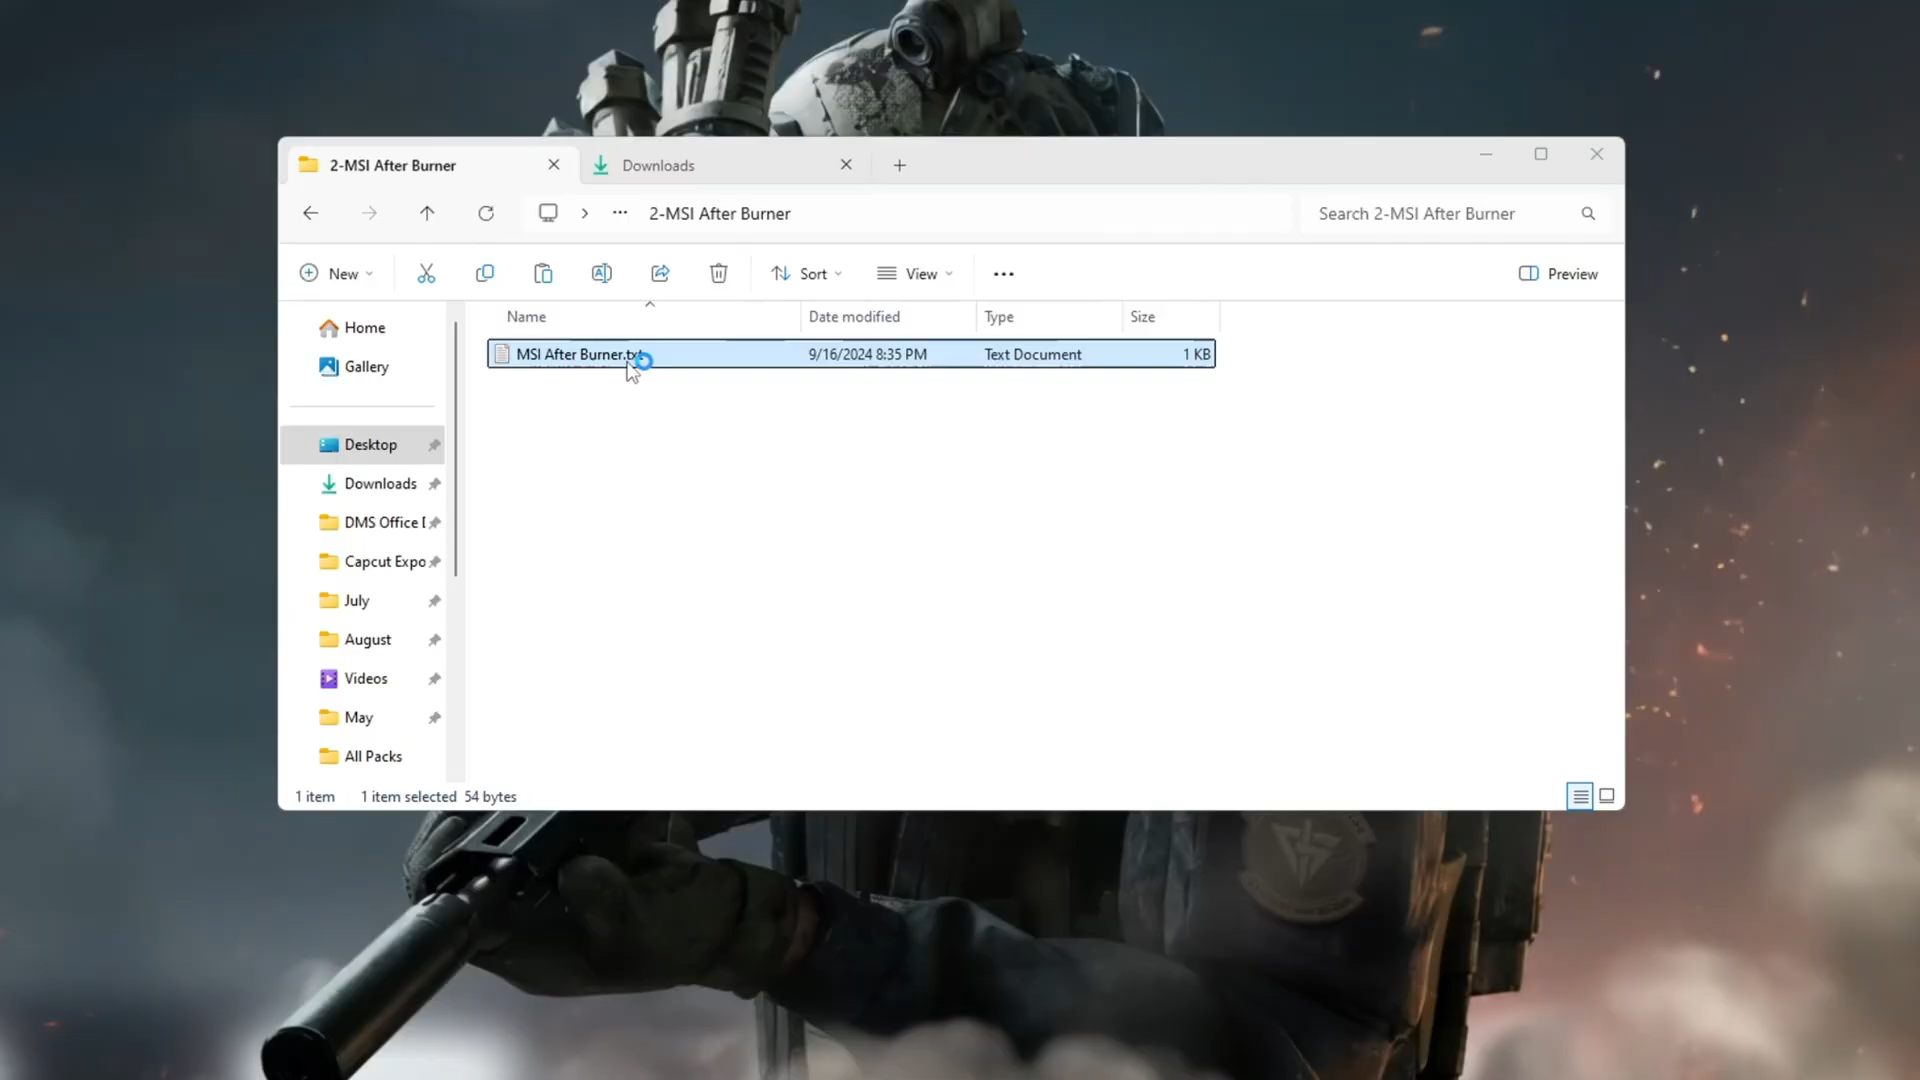 2-MSI After Burner
Downloads
2-MSI After Burner
Search 2-MSI After Burner
New
Sort
View
Preview
Name
Date modified
Type
Size
MSI After Burner.txt
9/16/2024 8:35 PM
Text Document
1 KB
Home
Gallery
Desktop
Downloads
DMS Office
Capcut Expo
July
August
Videos
May
All Packs
1 item
1 item selected 54 bytes